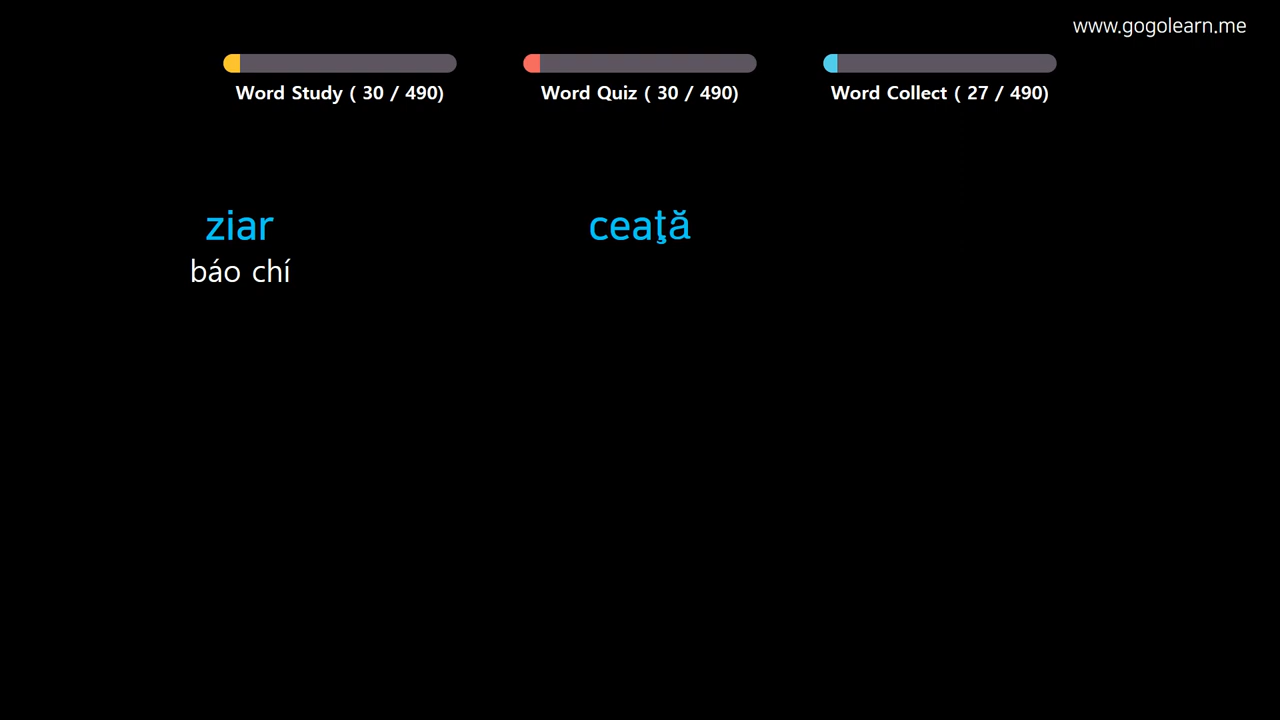 www.gogolearn.me
Word Study ( 30 / 490)
Word Quiz ( 30 / 490)
Word Collect ( 27 / 490)
ziar
ceaţă
báo chí